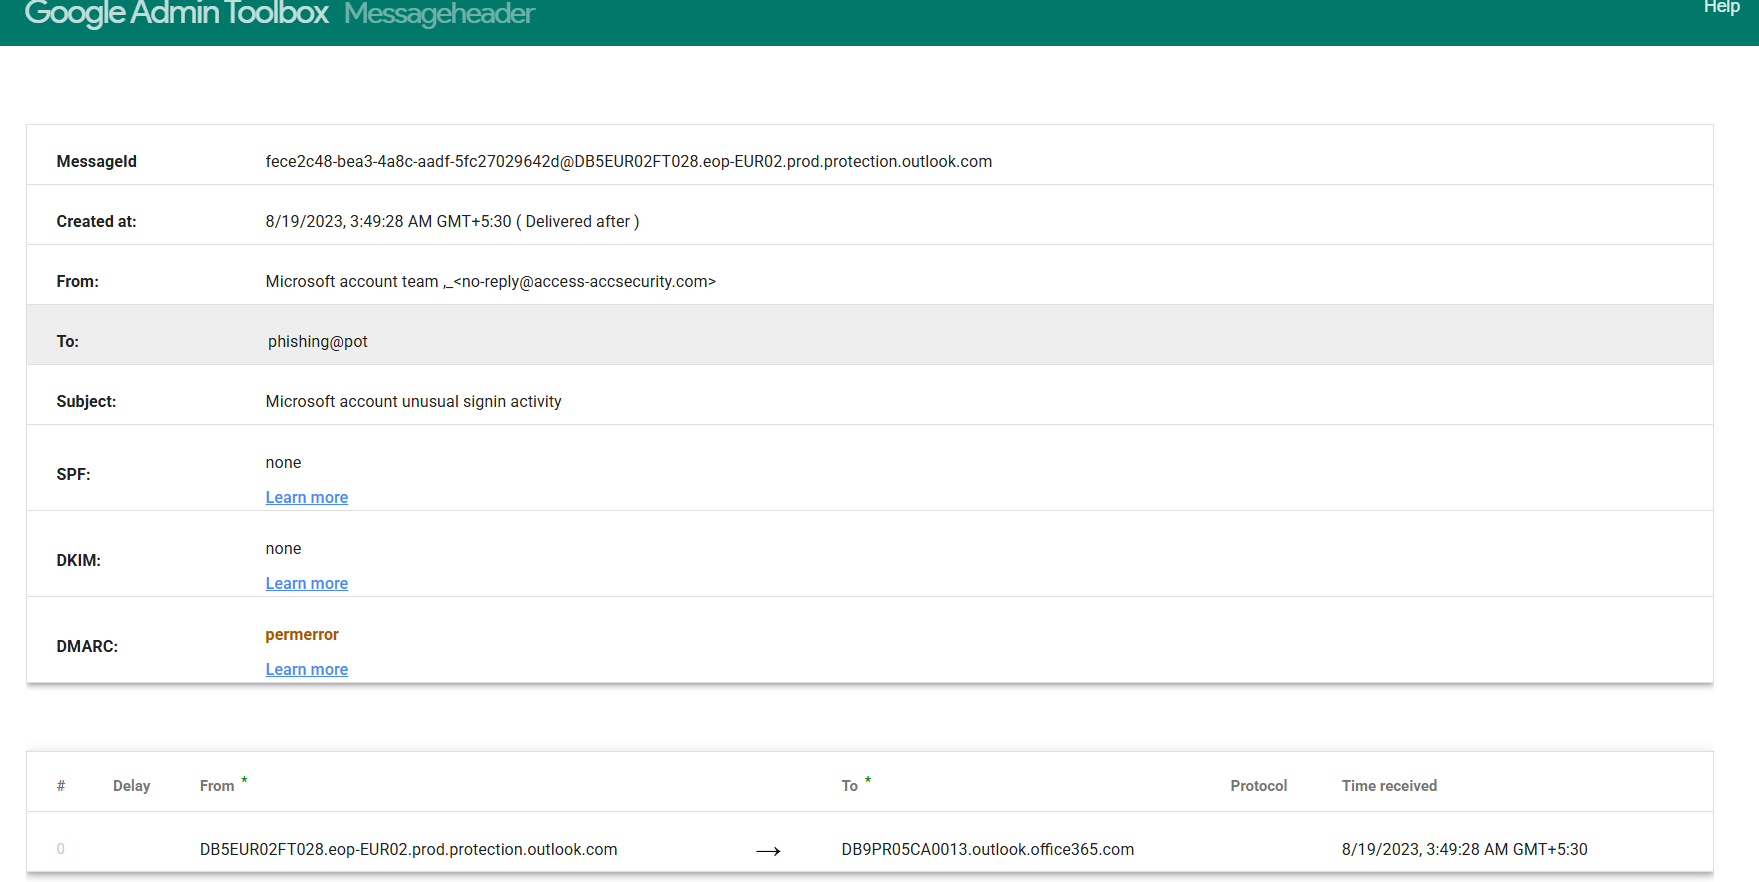 Google Admin Toolbox Messageheader
Help
MessageId fece2c48-bea3-4a8c-aadf-5fc27029642d@DB5EUR02FT028.eop-EUR02.prod.protection.outlook.com
Created at: 8/19/2023, 3:49:28 AM GMT+5:30 ( Delivered after )
From: Microsoft account team ,_<no-reply@access-accsecurity.com>
To: phishing@pot
Subject: Microsoft account unusual signin activity
SPF: none
Learn more
DKIM: none
Learn more
DMARC: permerror
Learn more
# Delay From * To * Protocol Time received
0 DB5EUR02FT028.eop-EUR02.prod.protection.outlook.com → DB9PR05CA0013.outlook.office365.com 8/19/2023, 3:49:28 AM GMT+5:30